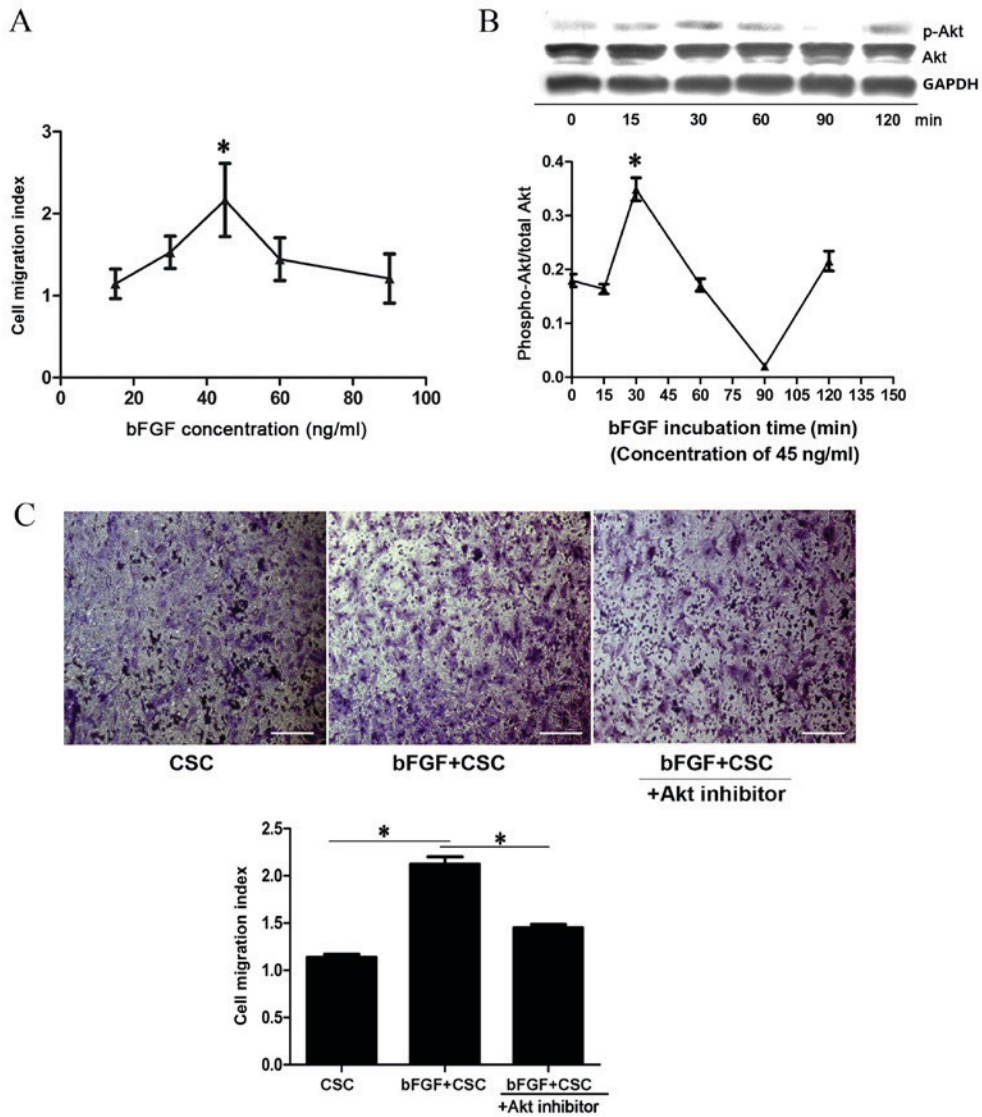 A
3
2
1
0
*
0
20
40
60
80
100
Cell migration index
bFGF concentration (ng/ml)
B
p-Akt
Akt
GAPDH
0 15 30 60 90 120 min
0.4
0.3
0.2
0.1
0.0
*
0 15 30 45 60 75 90 105 120 135 150
Phospho-Akt/total Akt
bFGF incubation time (min)
(Concentration of 45 ng/ml)
C
CSC
bFGF+CSC
bFGF+CSC
+Akt inhibitor
2.5
2.0
1.5
1.0
0.5
0.0
* *
Cell migration index
CSC
bFGF+CSC
bFGF+CSC
+Akt inhibitor